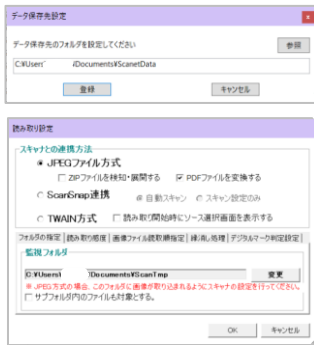 データ保存先設定
データ保存先のフォルダを設定してください
参照
C:¥Users¥ /Documents¥ScanetData
登録 キャンセル
読み取り設定
スキャナとの連携方法
JPEGファイル方式
ZIPファイルを検知・展開する PDFファイルを変換する
ScanSnap連携 自動スキャン スキャン設定のみ
TWAIN方式 読み取り開始時にソース選択画面を表示する
フォルダの指定 読み取り感度 画像ファイル読取順指定 縁消し処理 デジタルマーク判定設定
監視フォルダ
C:¥Users¥ Documents¥ScanTmp 変更
※ JPEG方式の場合、このフォルダに画像が取り込まれるようにスキャナの設定を行ってください。
サブフォルダ内のファイルも対象とする。
OK キャンセル